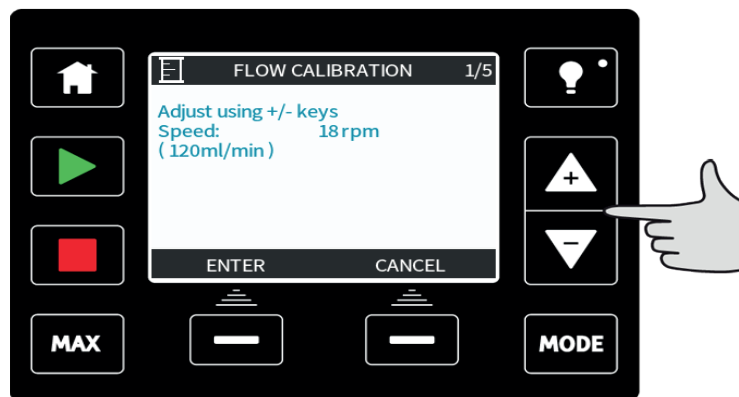 FLOW CALIBRATION 1/5
Adjust using +/- keys
Speed: 18 rpm
( 120ml/min )
ENTER CANCEL
+
-
MAX MODE